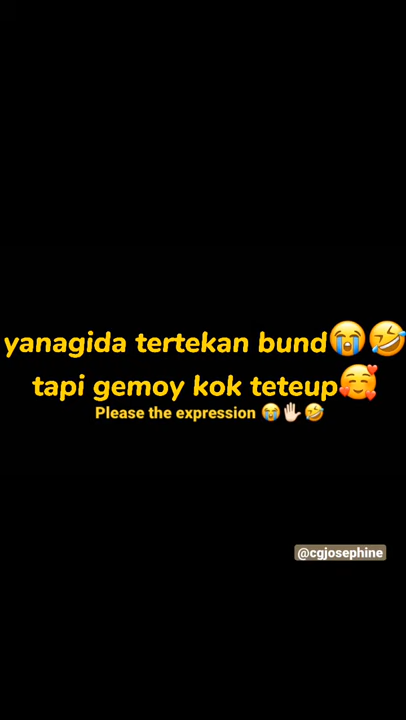 yanagida tertekan bund😭🤣
tapi gemoy kok teteup🥰
Please the expression 😭✋🏻🤣
@cgjosephine